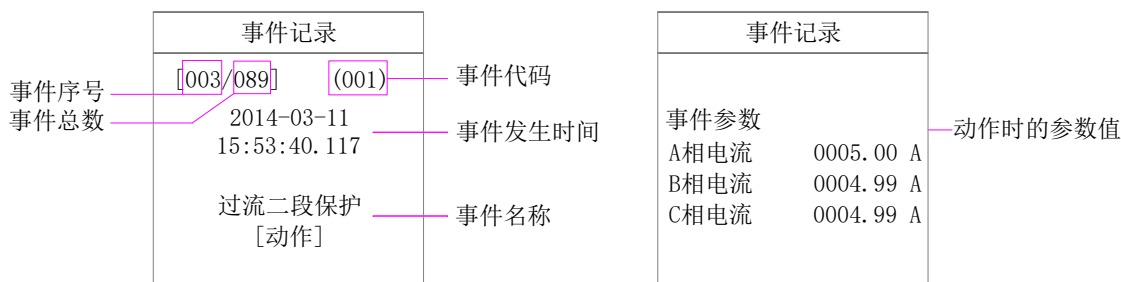 事件记录
[003/089] (001)
事件序号
事件总数
事件代码
2014-03-11
15:53:40.117
事件发生时间
过流二段保护
[动作]
事件名称
事件记录
事件参数
A相电流 0005.00 A
B相电流 0004.99 A
C相电流 0004.99 A
动作时的参数值